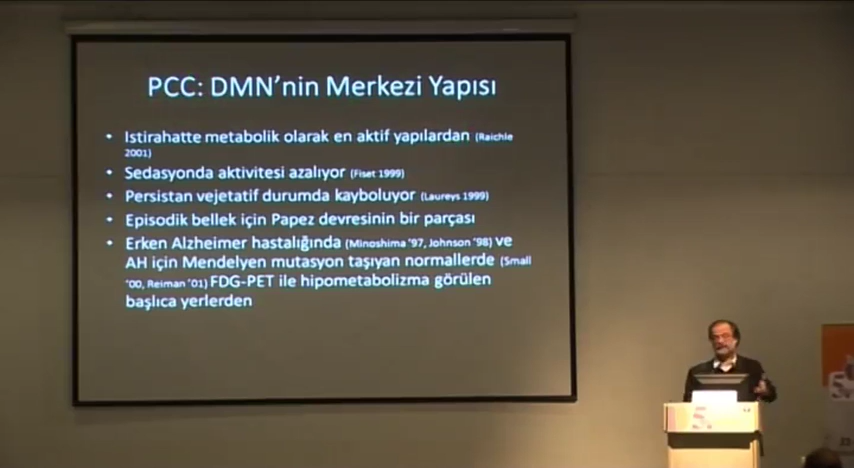 PCC: DMN’nin Merkezi Yapısı
• Istirahatte metabolik olarak en aktif yapılardan (Raichle
2001)
• Sedasyonda aktivitesi azalıyor (Fiset 1999)
• Persistan vejetatif durumda kayboluyor (Laureys 1999)
• Episodik bellek için Papez devresinin bir parçası
• Erken Alzheimer hastalığında (Minoshima ’97, Johnson ’98) ve
AH için Mendelyen mutasyon taşıyan normallerde (Small
’00, Reiman ’01) FDG-PET ile hipometabolizma görülen
başlıca yerlerden
5.
5.